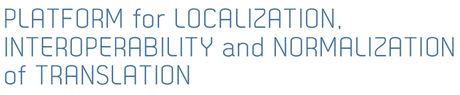 PLATFORM for LOCALIZATION,
INTEROPERABILITY and NORMALIZATION
of TRANSLATION